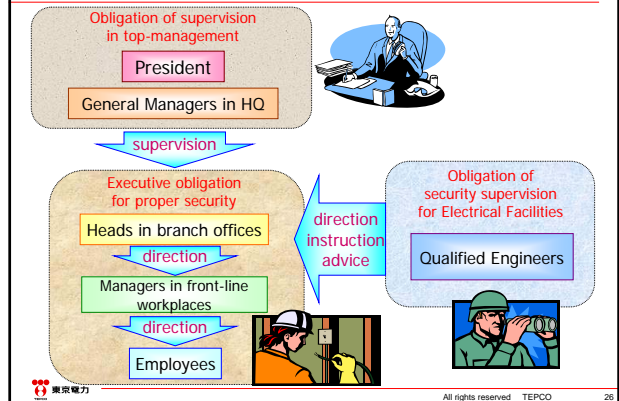 Obligation of supervision
in top-management
President
General Managers in HQ
supervision
Executive obligation
for proper security
Heads in branch offices
direction
Managers in front-line
workplaces
direction
Employees
direction
instruction
advice
Obligation of
security supervision
for Electrical Facilities
Qualified Engineers
東京電力
TEPCO
All rights reserved TEPCO
26